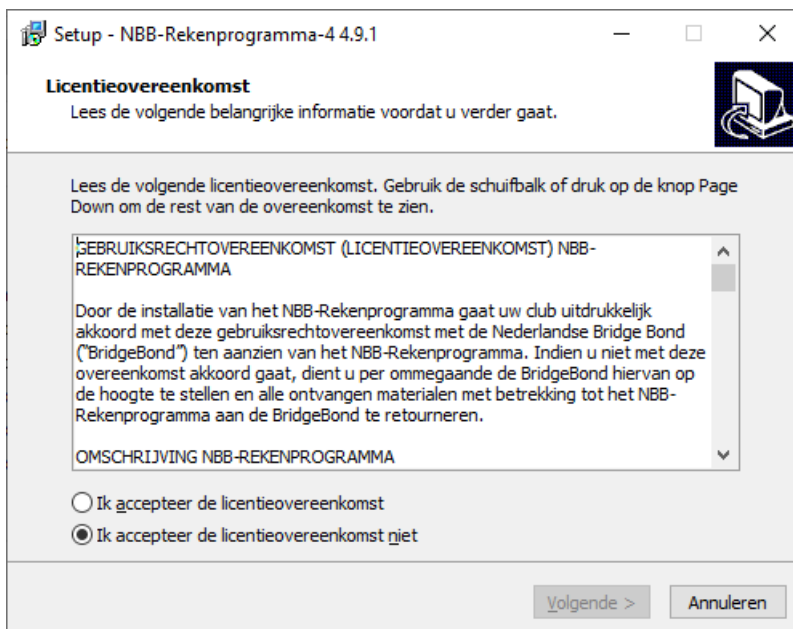 Setup - NBB-Rekenprogramma-4 4.9.1
Licentieovereenkomst
Lees de volgende belangrijke informatie voordat u verder gaat.
Lees de volgende licentieovereenkomst. Gebruik de schuifbalk of druk op de knop Page
Down om de rest van de overeenkomst te zien.
GEBRUIKSRECHTOVEREENKOMST (LICENTIEOVEREENKOMST) NBB-
REKENPROGRAMMA
Door de installatie van het NBB-Rekenprogramma gaat uw club uitdrukkelijk
akkoord met deze gebruiksrechtovereenkomst met de Nederlandse Bridge Bond
("BridgeBond") ten aanzien van het NBB-Rekenprogramma. Indien u niet met deze
overeenkomst akkoord gaat, dient u per ommegaande de BridgeBond hiervan op
de hoogte te stellen en alle ontvangen materialen met betrekking tot het NBB-
Rekenprogramma aan de BridgeBond te retourneren.
OMSCHRIJVING NBB-REKENPROGRAMMA
Ik accepteer de licentieovereenkomst
Ik accepteer de licentieovereenkomst niet
Volgende >
Annuleren